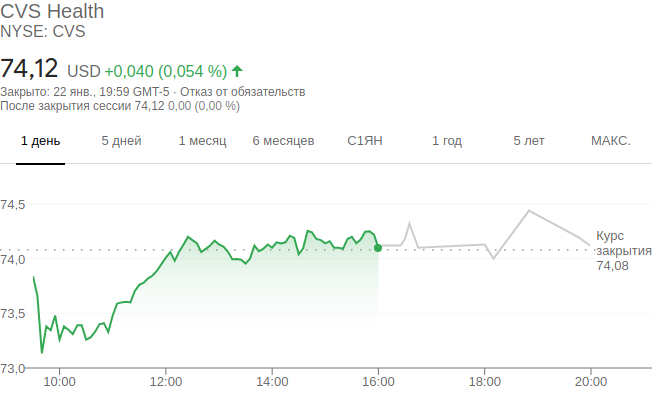 CVS Health
NYSE: CVS
74,12 USD +0,040 (0,054 %)
Закрыто: 22 янв., 19:59 GMT-5 · Отказ от обязательств
После закрытия сессии 74,12 0,00 (0,00 %)
1 день 5 дней 1 месяц 6 месяцев С1ЯН 1 год 5 лет МАКС.
74,5
Курс
закрытия
74,08
74,0
73,5
73,0
10:00 12:00 14:00 16:00 18:00 20:00